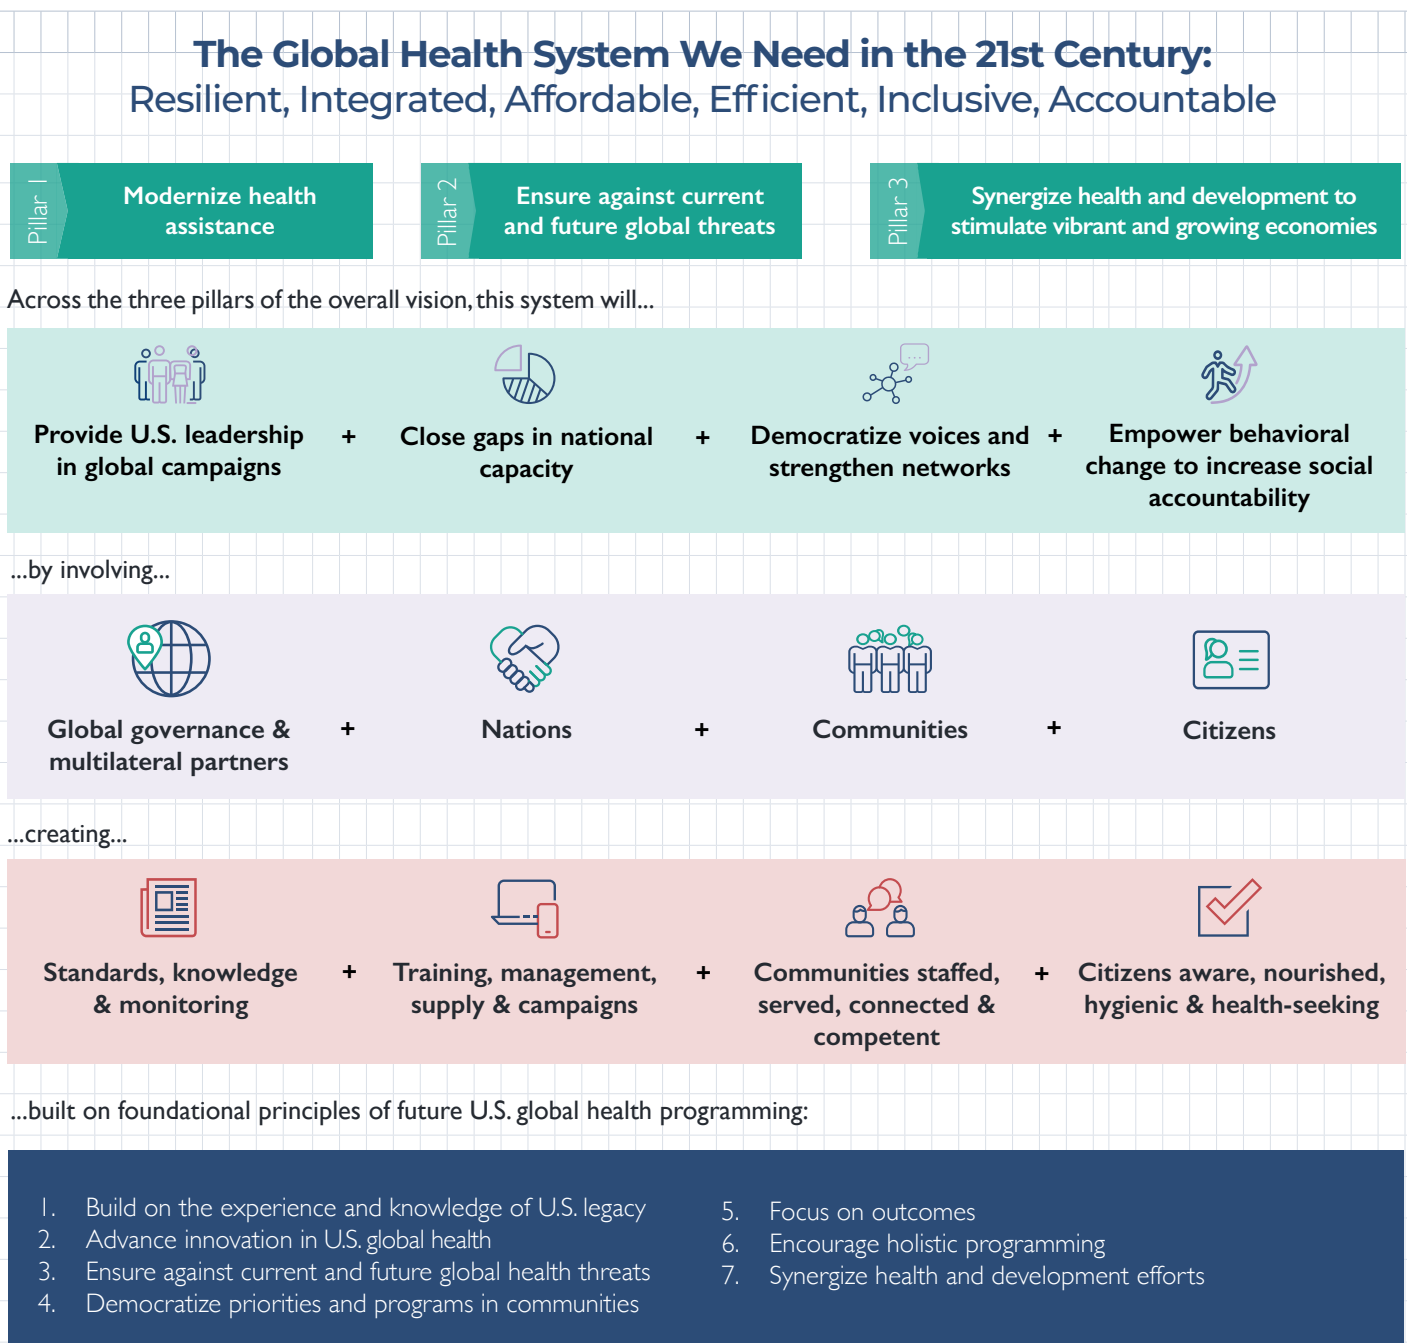 The Global Health System We Need in the 21st Century:
Resilient, Integrated, Affordable, Efficient, Inclusive, Accountable
Pillar 1
Modernize health
assistance
Pillar 2
Ensure against current
and future global threats
Pillar 3
Synergize health and development to
stimulate vibrant and growing economies
Across the three pillars of the overall vision, this system will...
Provide U.S. leadership
in global campaigns
+
Close gaps in national
capacity
+
Democratize voices and
strengthen networks
+
Empower behavioral
change to increase social
accountability
...by involving...
Global governance &
multilateral partners
+
Nations
+
Communities
+
Citizens
...creating...
Standards, knowledge
& monitoring
+
Training, management,
supply & campaigns
+
Communities staffed,
served, connected &
competent
+
Citizens aware, nourished,
hygienic & health-seeking
...built on foundational principles of future U.S. global health programming:
1. Build on the experience and knowledge of U.S. legacy
2. Advance innovation in U.S. global health
3. Ensure against current and future global health threats
4. Democratize priorities and programs in communities
5. Focus on outcomes
6. Encourage holistic programming
7. Synergize health and development efforts